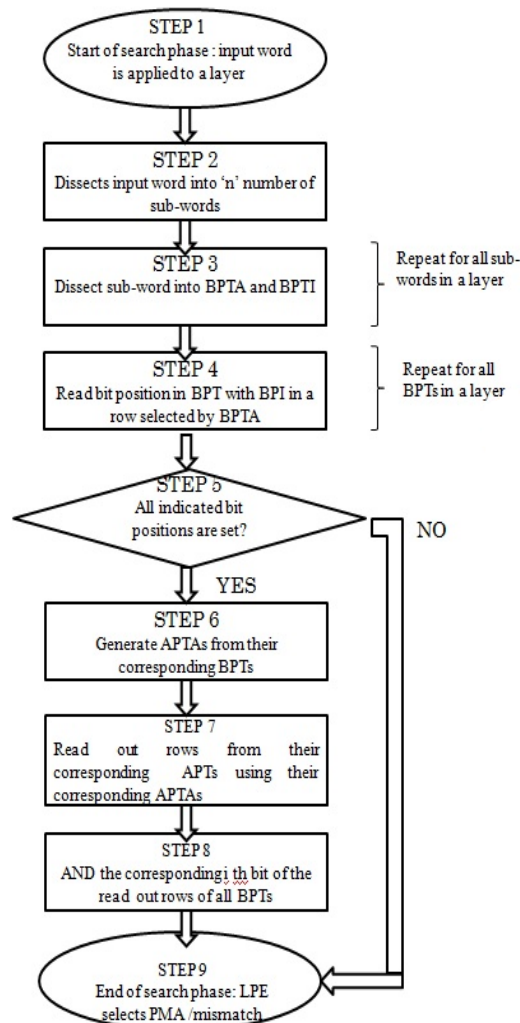 STEP 1
Start of search phase : input word
is applied to a layer
STEP 2
Dissects input word into ‘n’ number of
sub-words
STEP 3
Dissect sub-word into BPTA and BPTI
Repeat for all sub-
words in a layer
STEP 4
Read bit position in BPT with BPI in a
row selected by BPTA
Repeat for all
BPTs in a layer
STEP 5
All indicated bit
positions are set?
NO
YES
STEP 6
Generate APTAs from their
corresponding BPTs
STEP 7
Read out rows from their
corresponding APTs using their
corresponding APTAs
STEP 8
AND the corresponding i th bit of the
read out rows of all BPTs
STEP 9
End of search phase: LPE
selects PMA /mismatch